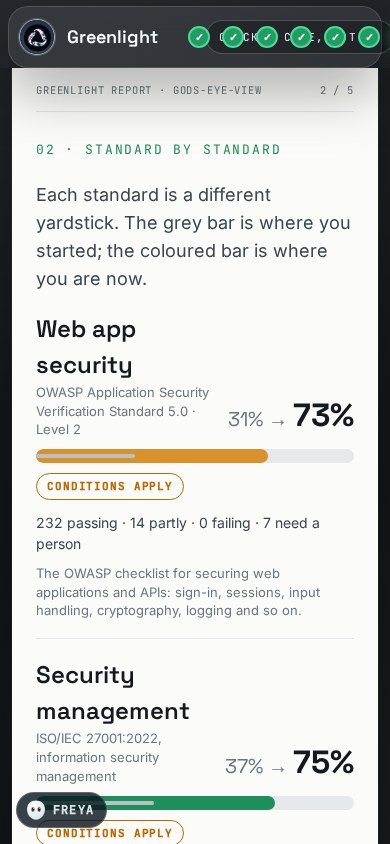 Greenlight
GREENLIGHT REPORT · GODS-EYE-VIEW
2 / 5
02 · STANDARD BY STANDARD
Each standard is a different
yardstick. The grey bar is where you
started; the coloured bar is where
you are now.
Web app
security
OWASP Application Security
Verification Standard 5.0 ·
Level 2
31% → 73%
CONDITIONS APPLY
232 passing · 14 partly · 0 failing · 7 need a
person
The OWASP checklist for securing web
applications and APIs: sign-in, sessions, input
handling, cryptography, logging and so on.
Security
management
ISO/IEC 27001:2022,
information security
management
37% → 75%
FREYA
CONDITIONS APPLY